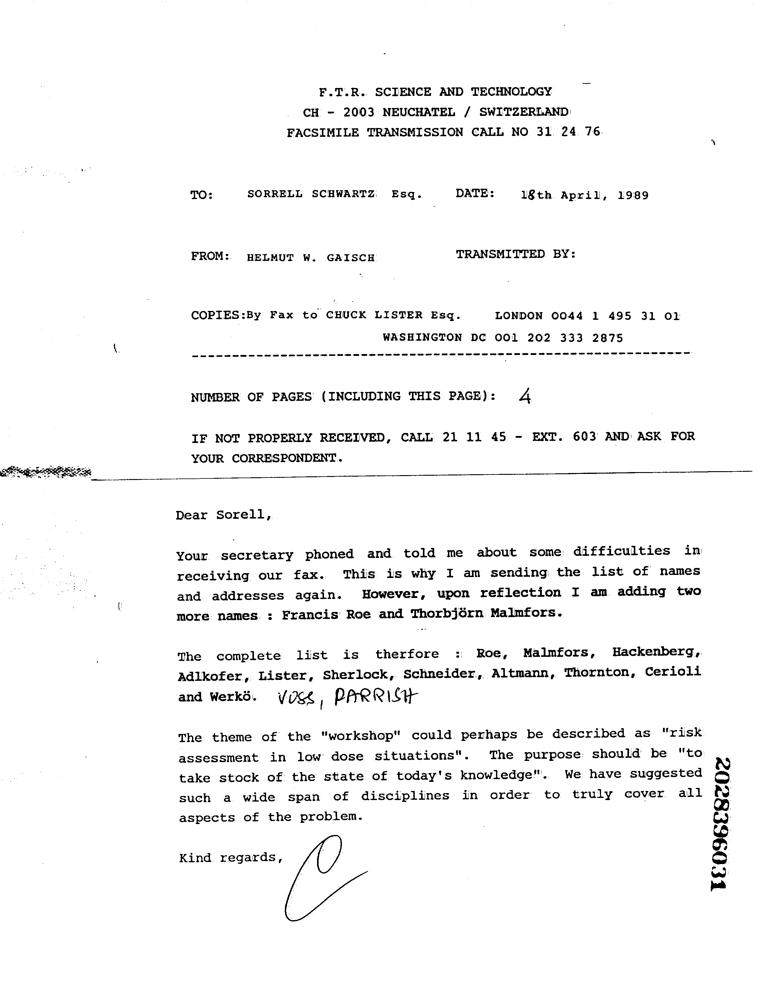 F.T.R. SCIENCE AND TECHNOLOGY
CH - 2003 NEUCHATEL / SWITZERLAND
FACSIMILE TRANSMISSION CALL NO 31 24 76
TO: SORRELL SCHWARTZ Esq. DATE: 18th April, 1989
FROM: HELMUT W. GAISCH TRANSMITTED BY:
COPIES:By Fax to CHUCK LISTER Esq. LONDON 0044 1 495 31 01
WASHINGTON DC 001 202 333 2875
NUMBER OF PAGES (INCLUDING THIS PAGE): 4
IF NOT PROPERLY RECEIVED, CALL 21 11 45 - EXT. 603 AND ASK FOR
YOUR CORRESPONDENT.
Dear Sorell,
Your secretary phoned and told me about some difficulties in
receiving our fax. This is why I am sending the list of names
and addresses again. However, upon reflection I am adding two
more names : Francis Roe and Thorbjörn Malmfors.
The complete list is therfore : Roe, Malmfors, Hackenberg,
Adlkofer, Lister, Sherlock, Schneider, Altmann, Thornton, Cerioli
and Werkö. VOSS, PARRISH
The theme of the "workshop" could perhaps be described as "risk
assessment in low dose situations". The purpose should be "to
take stock of the state of today's knowledge". We have suggested
such a wide span of disciplines in order to truly cover all
aspects of the problem.
Kind regards,
2028396031